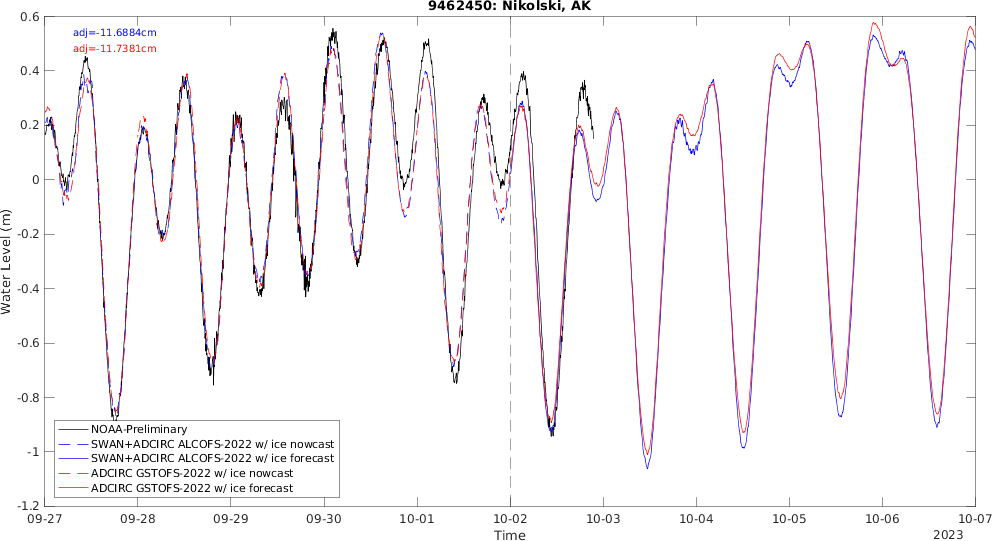 9462450: Nikolski, AK
adj=-11.6884cm
adj=-11.7381cm
0.6
0.4
0.2
0
-0.2
-0.4
-0.6
-0.8
-1
-1.2
Water Level (m)
NOAA-Preliminary
SWAN+ADCIRC ALCOFS-2022 w/ ice nowcast
SWAN+ADCIRC ALCOFS-2022 w/ ice forecast
ADCIRC GSTOFS-2022 w/ ice nowcast
ADCIRC GSTOFS-2022 w/ ice forecast
09-27 09-28 09-29 09-30 10-01 10-02 10-03 10-04 10-05 10-06 10-07
Time
2023